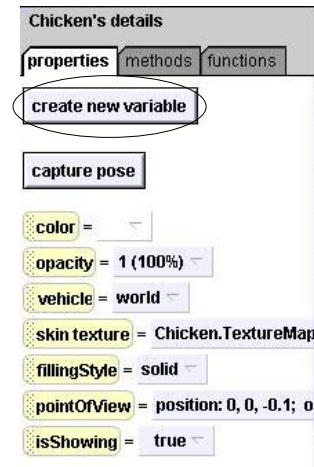 Chicken's details
properties methods functions
create new variable
capture pose
color =
opacity = 1 (100%)
vehicle = world
skin texture = Chicken.TextureMap
fillingStyle = solid
pointOfView = position: 0, 0, -0.1; o
isShowing = true